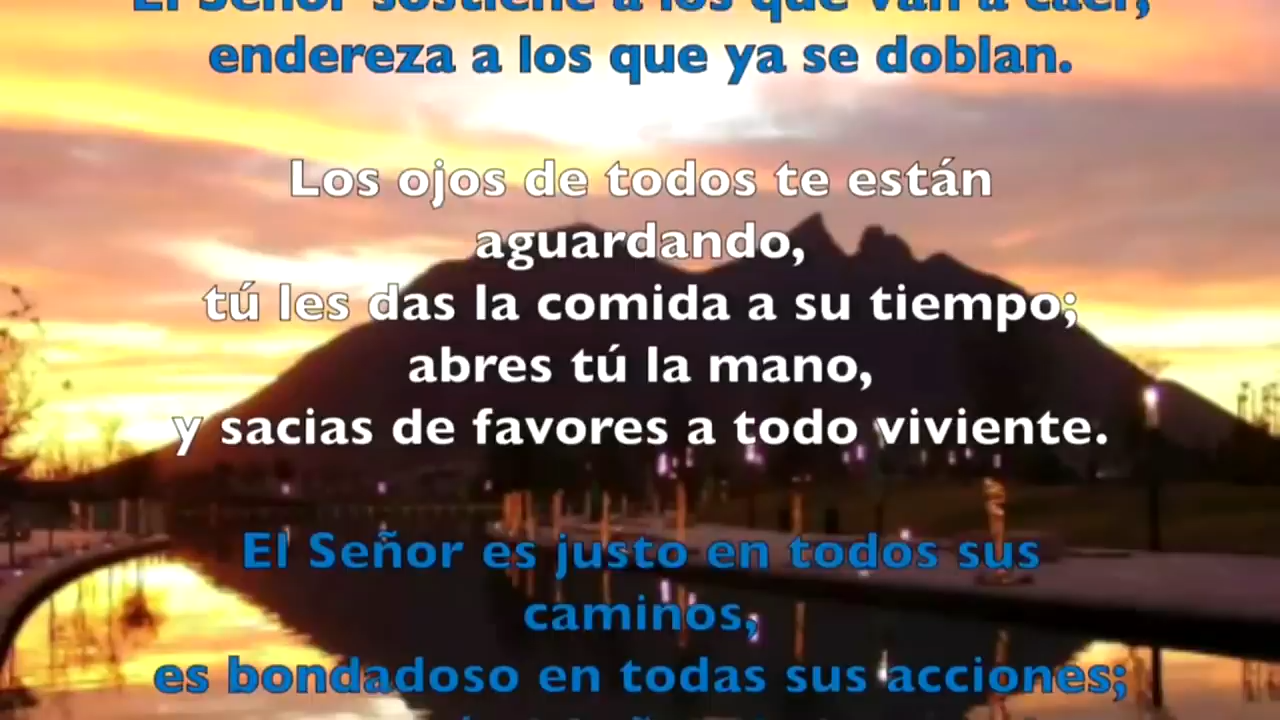 El Señor sostiene a los que van a caer,
endereza a los que ya se doblan.
Los ojos de todos te están
aguardando,
tú les das la comida a su tiempo;
abres tú la mano,
y sacias de favores a todo viviente.
El Señor es justo en todos sus
caminos,
es bondadoso en todas sus acciones;